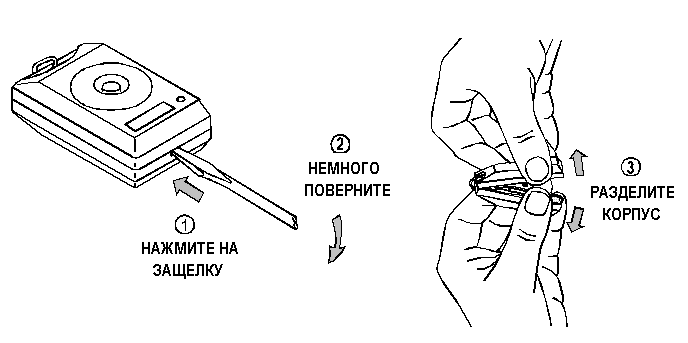 1
НАЖМИТЕ НА
ЗАЩЕЛКУ
2
НЕМНОГО
ПОВЕРНИТЕ
3
РАЗДЕЛИТЕ
КОРПУС